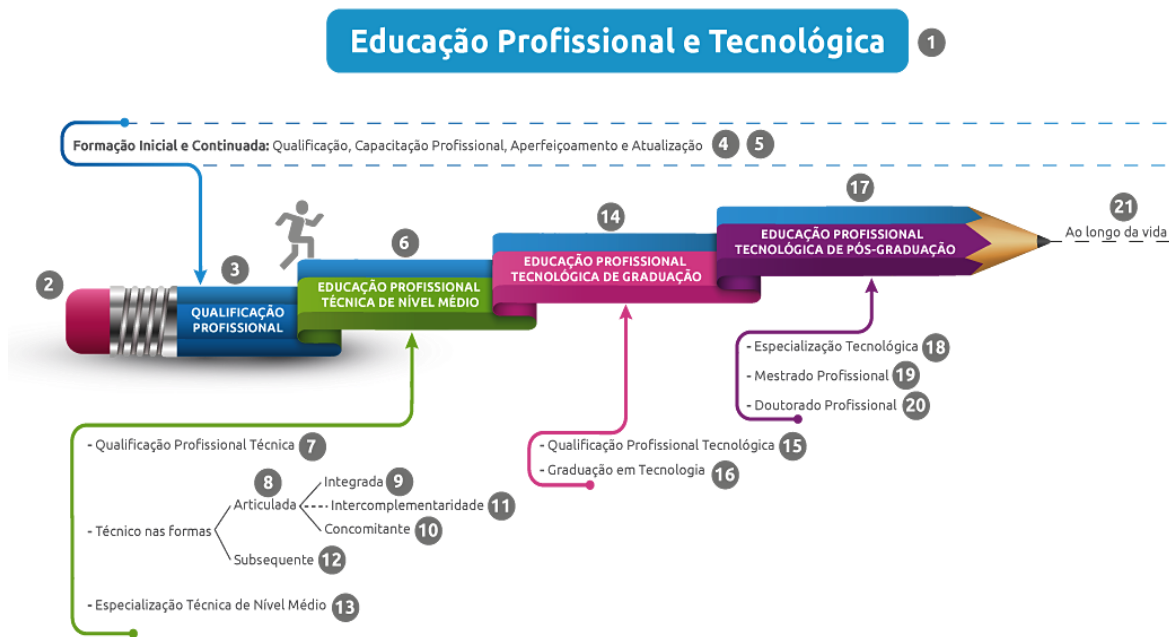 Educação Profissional e Tecnológica 1
Formação Inicial e Continuada: Qualificação, Capacitação Profissional, Aperfeiçoamento e Atualização 4 5
17
EDUCAÇÃO PROFISSIONAL
TECNOLÓGICA DE PÓS-GRADUAÇÃO
21
Ao longo da vida
14
EDUCAÇÃO PROFISSIONAL
TECNOLÓGICA DE GRADUAÇÃO
6
EDUCAÇÃO PROFISSIONAL
TÉCNICA DE NÍVEL MÉDIO
2
3
QUALIFICAÇÃO
PROFISSIONAL
- Especialização Tecnológica 18
- Mestrado Profissional 19
- Doutorado Profissional 20
- Qualificação Profissional Tecnológica 15
- Graduação em Tecnologia 16
- Qualificação Profissional Técnica 7
- Técnico nas formas
8
Articulada
Integrada 9
Intercomplementaridade 11
Concomitante 10
Subsequente 12
- Especialização Técnica de Nível Médio 13